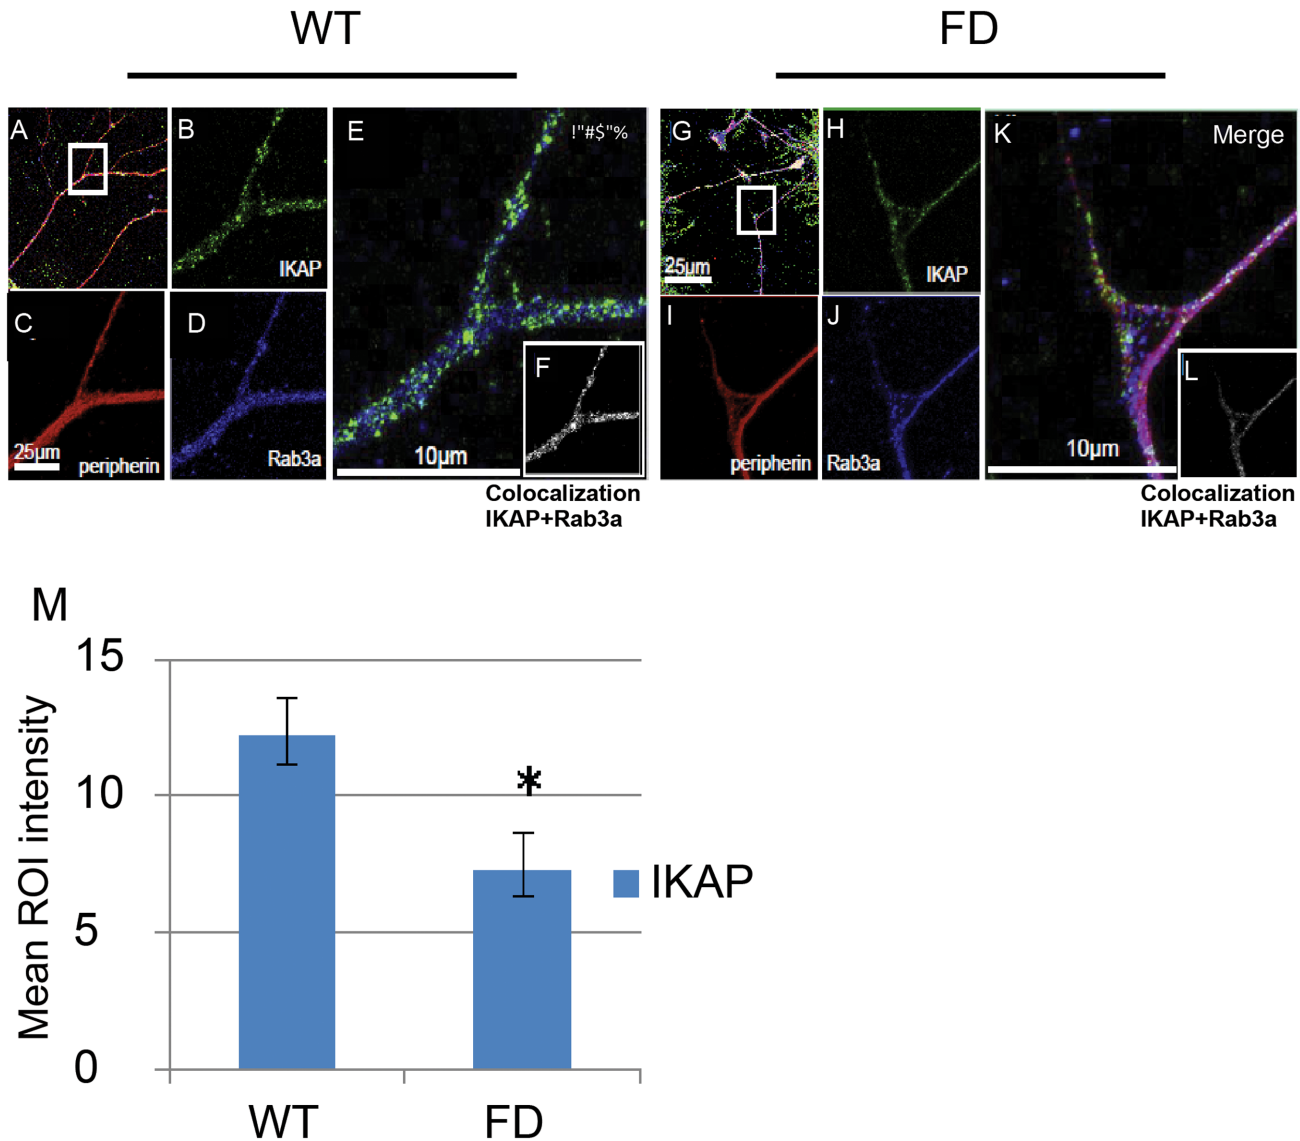 WT
FD
A
B
IKAP
C
25µm
peripherin
D
Rab3a
E
!"#$"%
10µm
F
Colocalization
IKAP+Rab3a
G
25µm
H
IKAP
I
peripherin
J
Rab3a
K
Merge
10µm
L
Colocalization
IKAP+Rab3a
M
Mean ROI intensity
15
10
5
0
*
IKAP
WT
FD